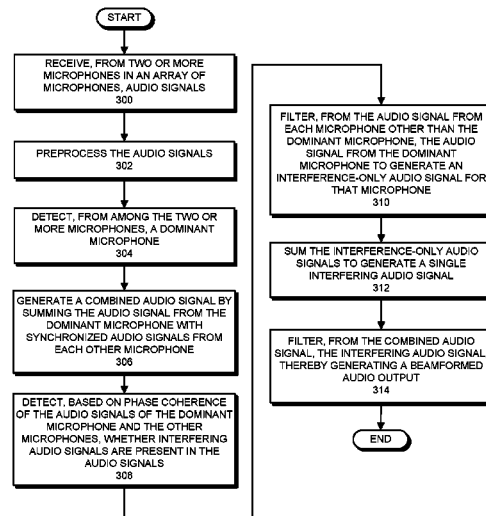 START
RECEIVE, FROM TWO OR MORE
MICROPHONES IN AN ARRAY OF
MICROPHONES, AUDIO SIGNALS
300
PREPROCESS THE AUDIO SIGNALS
302
DETECT, FROM AMONG THE TWO OR
MORE MICROPHONES, A DOMINANT
MICROPHONE
304
GENERATE A COMBINED AUDIO SIGNAL BY
SUMMING THE AUDIO SIGNAL FROM THE
DOMINANT MICROPHONE WITH
SYNCHRONIZED AUDIO SIGNALS FROM
EACH OTHER MICROPHONE
306
DETECT, BASED ON PHASE COHERENCE
OF THE AUDIO SIGNALS OF THE DOMINANT
MICROPHONE AND THE OTHER
MICROPHONES, WHETHER INTERFERING
AUDIO SIGNALS ARE PRESENT IN THE
AUDIO SIGNALS
308
FILTER, FROM THE AUDIO SIGNAL FROM
EACH MICROPHONE OTHER THAN THE
DOMINANT MICROPHONE, THE AUDIO
SIGNAL FROM THE DOMINANT
MICROPHONE TO GENERATE AN
INTERFERENCE-ONLY AUDIO SIGNAL FOR
THAT MICROPHONE
310
SUM THE INTERFERENCE-ONLY AUDIO
SIGNALS TO GENERATE A SINGLE
INTERFERING AUDIO SIGNAL
312
FILTER, FROM THE COMBINED AUDIO
SIGNAL, THE INTERFERING AUDIO SIGNAL
THEREBY GENERATING A BEAMFORMED
AUDIO OUTPUT
314
END